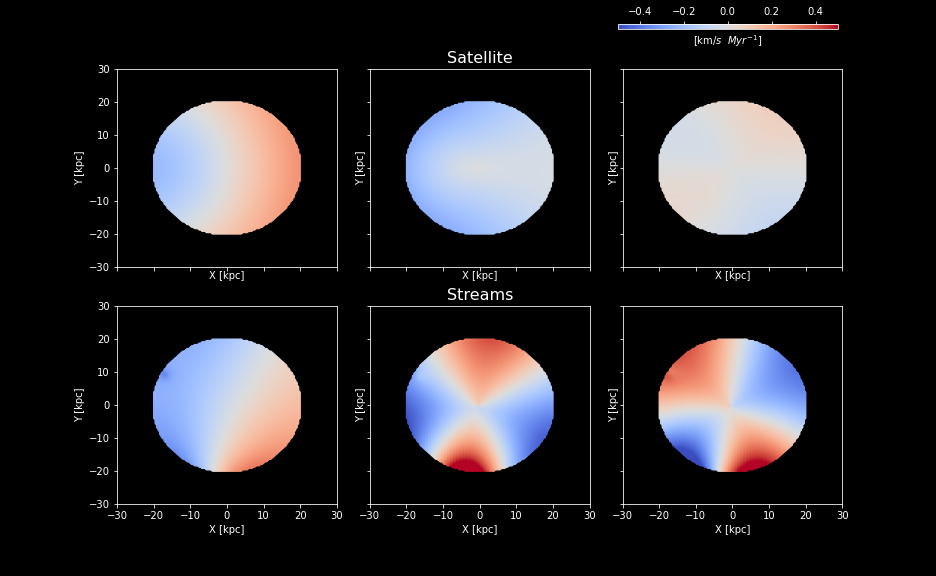 −0.4 −0.2 0.0 0.2 0.4
[km/s Myr⁻¹]
Satellite
30
20
10
0
−10
−20
−30
Y [kpc]
Y [kpc]
Y [kpc]
X [kpc]
X [kpc]
X [kpc]
Streams
30
20
10
0
−10
−20
−30
Y [kpc]
Y [kpc]
Y [kpc]
−30 −20 −10 0 10 20 30
−30 −20 −10 0 10 20 30
−30 −20 −10 0 10 20 30
X [kpc]
X [kpc]
X [kpc]